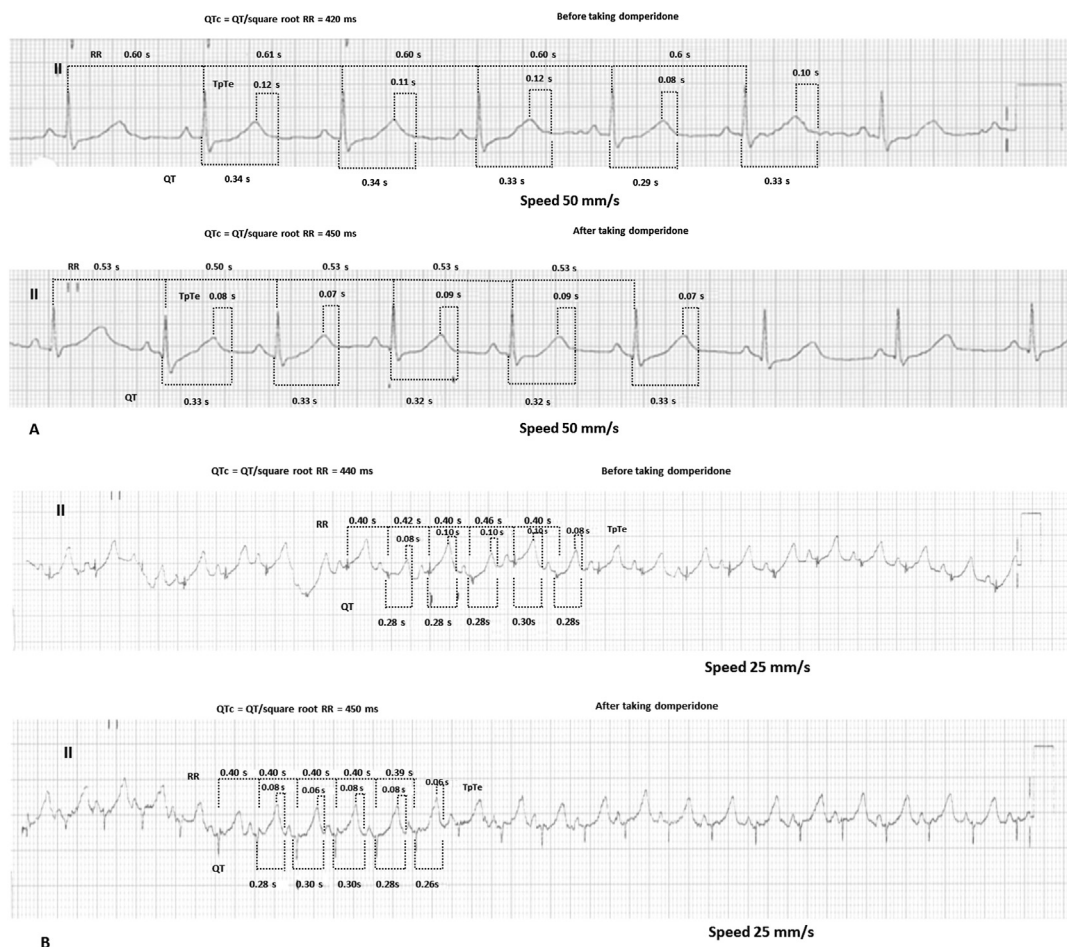 QTc = QT/square root RR = 420 ms Before taking domperidone
RR 0.60 s 0.61 s 0.60 s 0.60 s 0.6 s
II
TpTe 0.12 s 0.11 s 0.12 s 0.08 s 0.10 s
QT 0.34 s 0.34 s 0.33 s 0.29 s 0.33 s
Speed 50 mm/s
QTc = QT/square root RR = 450 ms After taking domperidone
RR 0.53 s 0.50 s 0.53 s 0.53 s 0.53 s
II
TpTe 0.08 s 0.07 s 0.09 s 0.09 s 0.07 s
QT 0.33 s 0.33 s 0.32 s 0.32 s 0.33 s
A
Speed 50 mm/s
QTc = QT/square root RR = 440 ms Before taking domperidone
II
RR 0.40 s 0.42 s 0.40 s 0.46 s 0.40 s
0.08 s 0.10 s 0.10 s 0.10 s 0.08 s TpTe
QT
0.28 s 0.28 s 0.28s 0.30s 0.28s
Speed 25 mm/s
QTc = QT/square root RR = 450 ms After taking domperidone
II
RR 0.40 s 0.40 s 0.40 s 0.40 s 0.39 s
0.08 s 0.06 s 0.08 s 0.08 s 0.06 s TpTe
QT
0.28 s 0.30 s 0.30s 0.28s 0.26s
Speed 25 mm/s
B